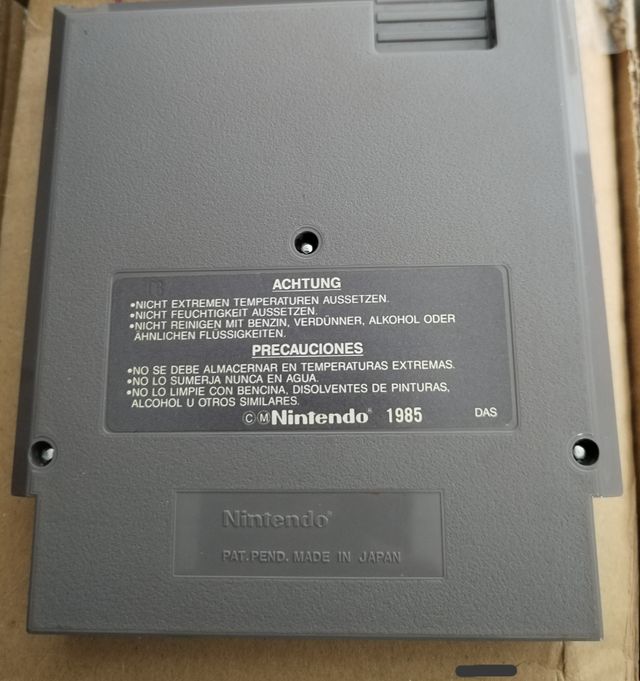 ACHTUNG
•NICHT EXTREMEN TEMPERATUREN AUSSETZEN.
•NICHT FEUCHTIGKEIT AUSSETZEN.
•NICHT REINIGEN MIT BENZIN, VERDÜNNER, ALKOHOL ODER
ÄHNLICHEN FLÜSSIGKEITEN.
PRECAUCIONES
•NO SE DEBE ALMACERNAR EN TEMPERATURAS EXTREMAS.
•NO LO SUMERJA NUNCA EN AGUA.
•NO LO LIMPIE CON BENCINA, DISOLVENTES DE PINTURAS,
ALCOHOL U OTROS SIMILARES.
©ⓂNintendo® 1985 DAS
Nintendo®
PAT. PEND. MADE IN JAPAN